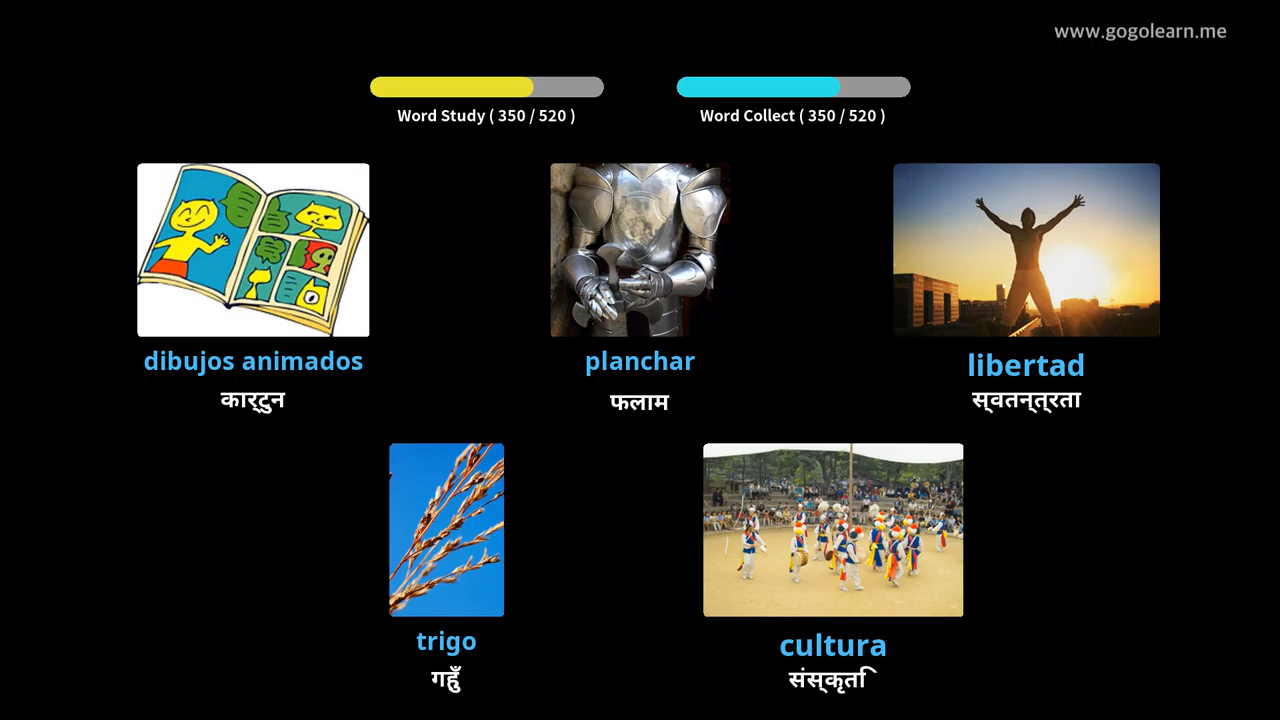 www.gogolearn.me
Word Study ( 350 / 520 )
Word Collect ( 350 / 520 )
dibujos animados
planchar
libertad
कार्टुन
फलाम
स्वतन्त्रता
trigo
cultura
गहुँ
संस्कृति